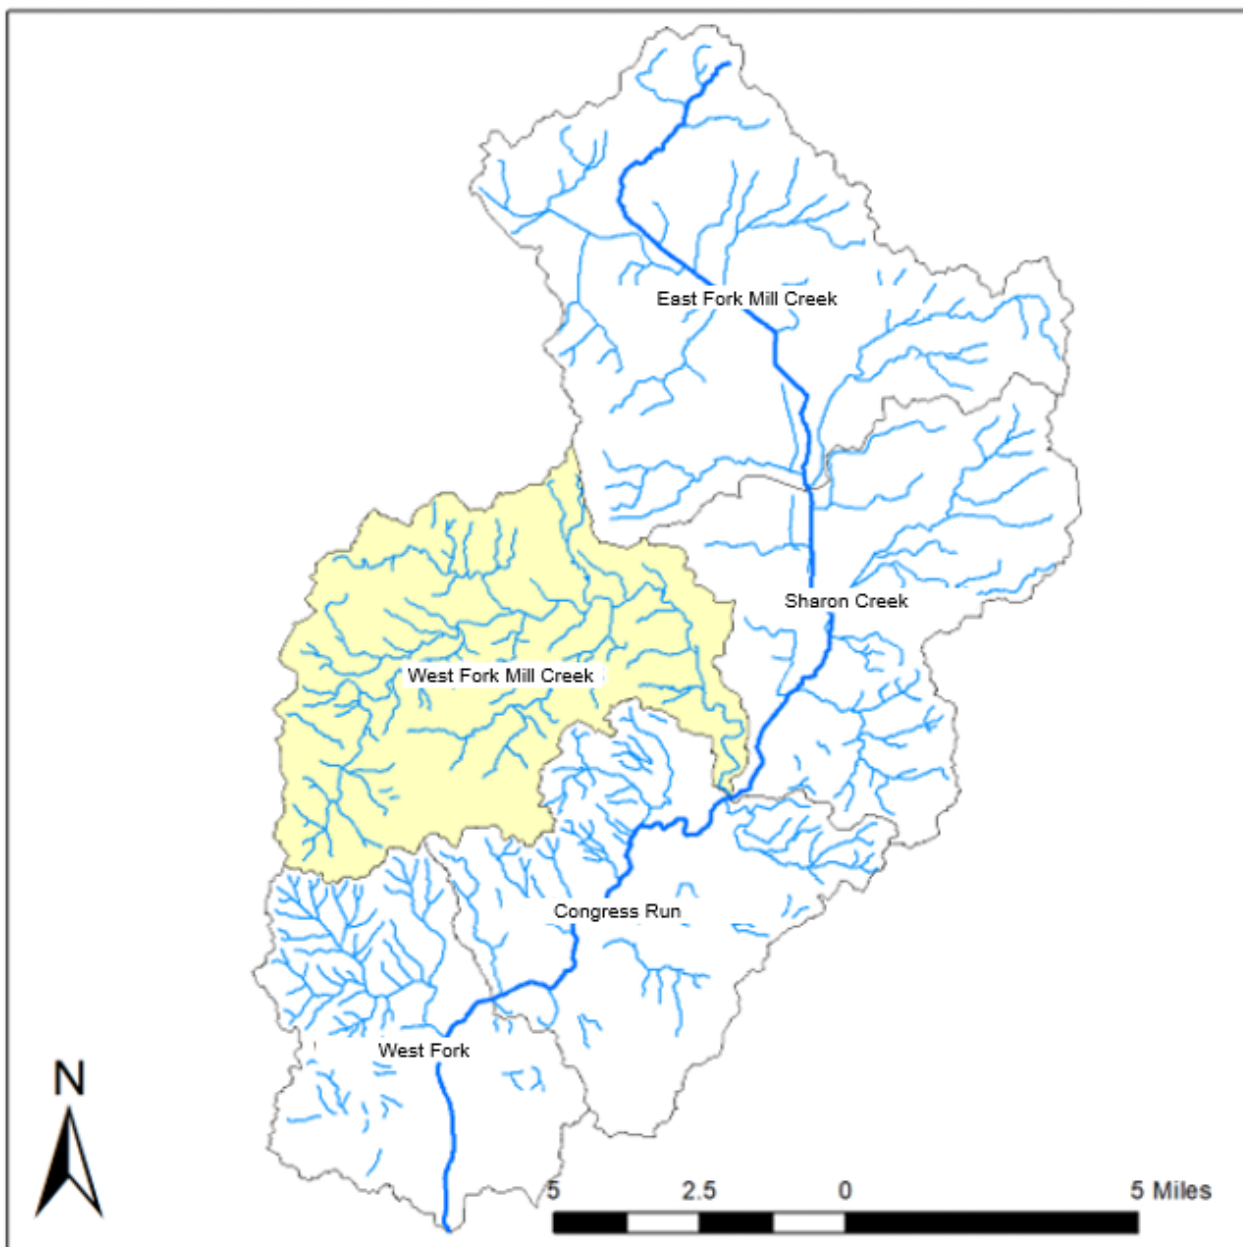 East Fork Mill Creek
Sharon Creek
West Fork Mill Creek
Congress Run
West Fork
N
5 2.5 0 5 Miles